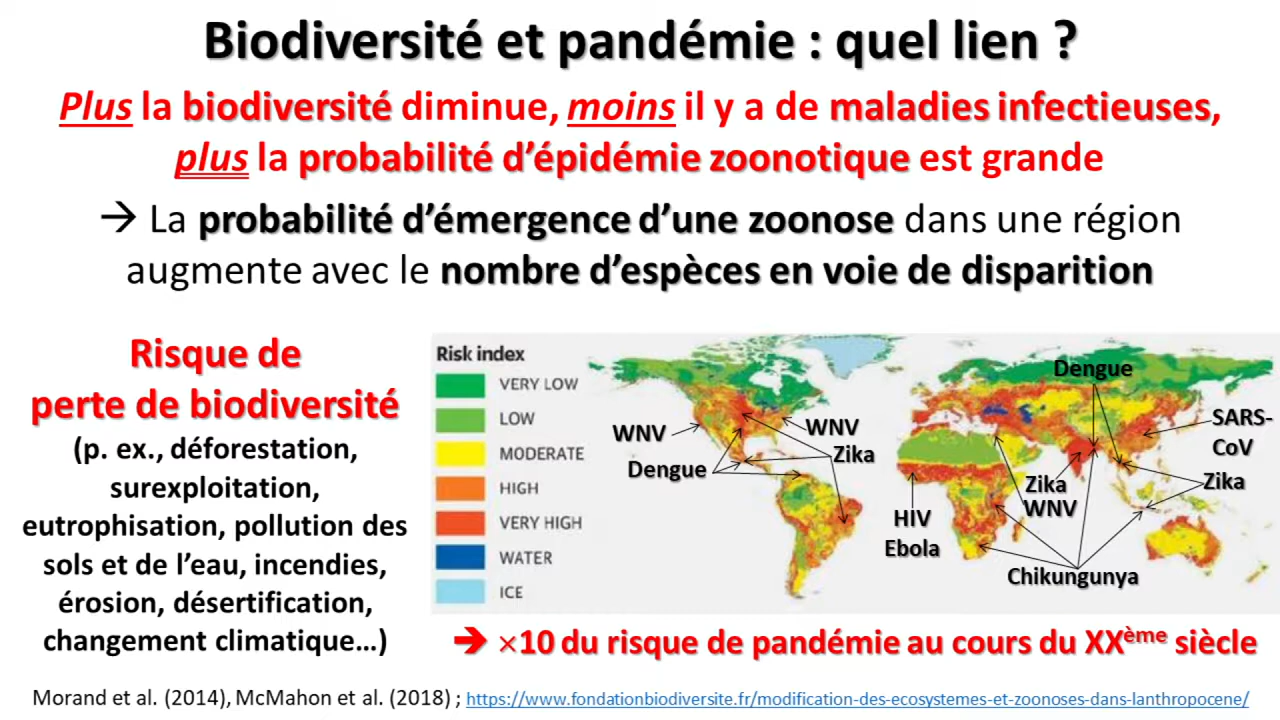 Biodiversité et pandémie : quel lien ?
Plus la biodiversité diminue, moins il y a de maladies infectieuses,
plus la probabilité d'épidémie zoonotique est grande
→ La probabilité d'émergence d'une zoonose dans une région
augmente avec le nombre d'espèces en voie de disparition
Risque de
perte de biodiversité
(p. ex., déforestation,
surexploitation,
eutrophisation, pollution des
sols et de l'eau, incendies,
érosion, désertification,
changement climatique…)
Risk index
VERY LOW
LOW
MODERATE
HIGH
VERY HIGH
WATER
ICE
WNV
Dengue
WNV
Zika
Dengue
SARS-
CoV
Zika
Zika
WNV
HIV
Ebola
Chikungunya
➔ ×10 du risque de pandémie au cours du XXème siècle
Morand et al. (2014), McMahon et al. (2018) ; https://www.fondationbiodiversite.fr/modification-des-ecosystemes-et-zoonoses-dans-lanthropocene/